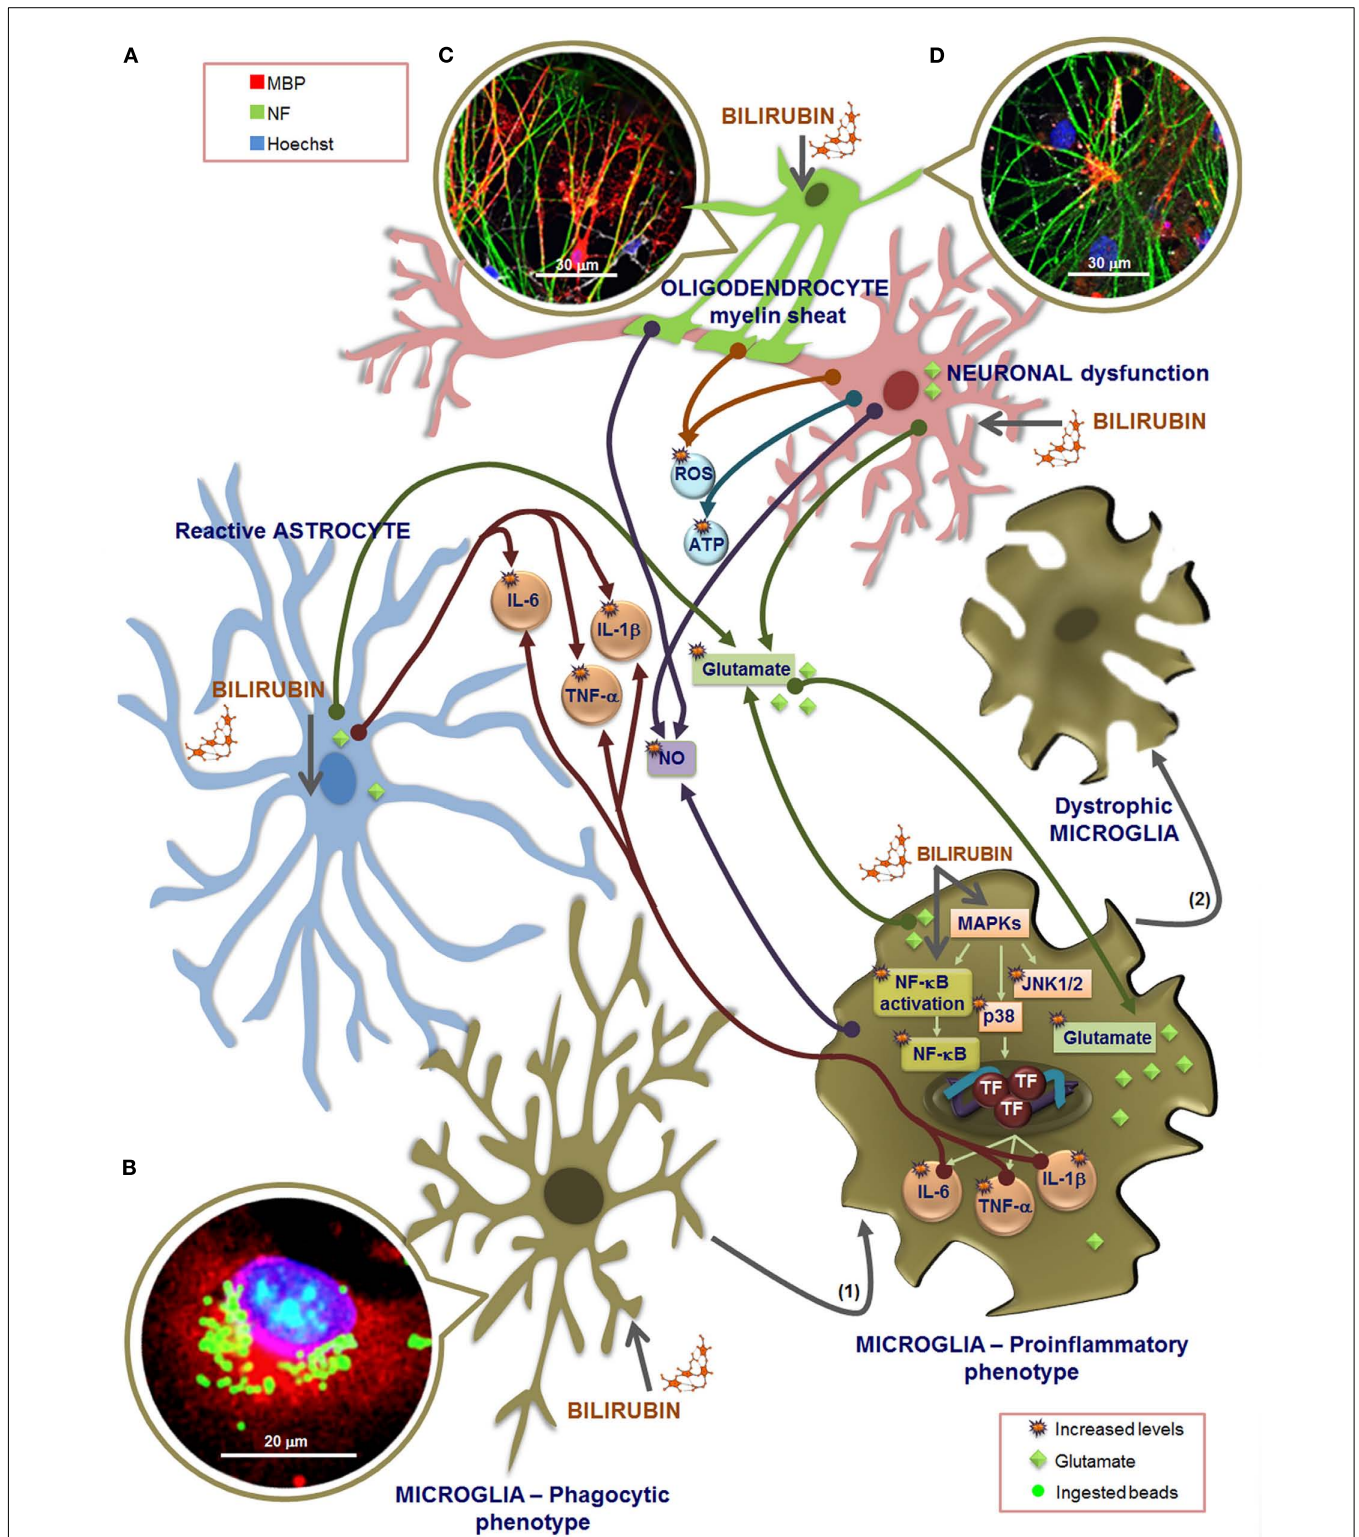 A
C
D
MBP
NF
Hoechst
BILIRUBIN
30 μm
30 μm
OLIGODENDROCYTE
myelin sheat
NEURONAL dysfunction
BILIRUBIN
ROS
ATP
Reactive ASTROCYTE
IL-6
IL-1β
TNF-α
Glutamate
BILIRUBIN
NO
Dystrophic
MICROGLIA
BILIRUBIN
(2)
MAPKs
NF-κB
activation
JNK1/2
p38
Glutamate
NF-κB
TF
TF
TF
IL-6
TNF-α
IL-1β
B
20 μm
(1)
MICROGLIA – Proinflammatory
phenotype
BILIRUBIN
MICROGLIA – Phagocytic
phenotype
Increased levels
Glutamate
Ingested beads